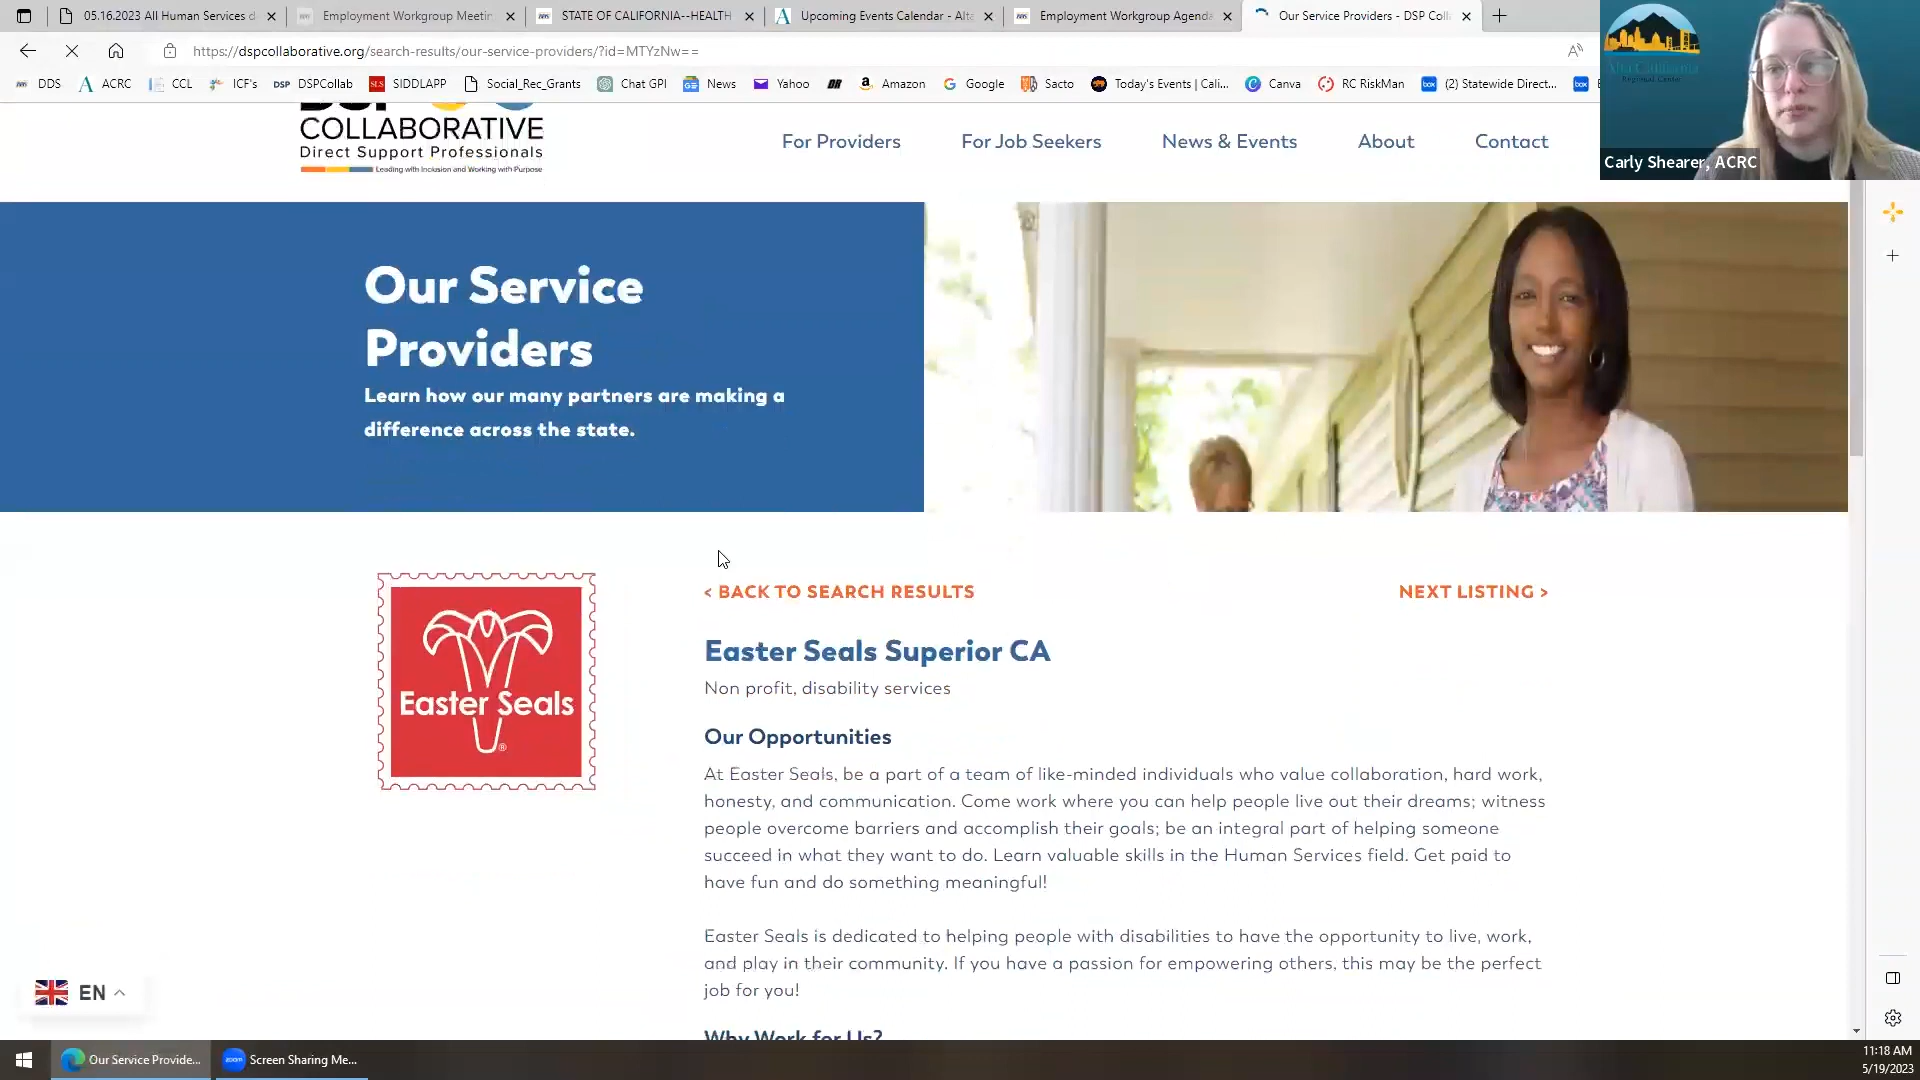 05.16.2023 All Human Services d
Employment Workgroup Meetin
STATE OF CALIFORNIA--HEALTH
Upcoming Events Calendar - Alta
Employment Workgroup Agenda
Our Service Providers - DSP Coll
https://dspcollaborative.org/search-results/our-service-providers/?id=MTYzNw==
DDS
ACRC
CCL
ICF's
DSP DSPCollab
SLS SIDDLAPP
Social_Rec_Grants
Chat GPI
News
Yahoo
Amazon
Google
Sacto
Today's Events | Cali...
Canva
RC RiskMan
box (2) Statewide Direct...
box
Regional Center
Carly Shearer, ACRC
COLLABORATIVE
Direct Support Professionals
Leading with Inclusion and Working with Purpose
For Providers
For Job Seekers
News & Events
About
Contact
Our Service
Providers
Learn how our many partners are making a
difference across the state.
Easter Seals
< BACK TO SEARCH RESULTS
NEXT LISTING >
Easter Seals Superior CA
Non profit, disability services
Our Opportunities
At Easter Seals, be a part of a team of like-minded individuals who value collaboration, hard work,
honesty, and communication. Come work where you can help people live out their dreams; witness
people overcome barriers and accomplish their goals; be an integral part of helping someone
succeed in what they want to do. Learn valuable skills in the Human Services field. Get paid to
have fun and do something meaningful!
Easter Seals is dedicated to helping people with disabilities to have the opportunity to live, work,
and play in their community. If you have a passion for empowering others, this may be the perfect
job for you!
Why Work for Us?
EN
Our Service Provide...
zoom Screen Sharing Me...
11:18 AM
5/19/2023